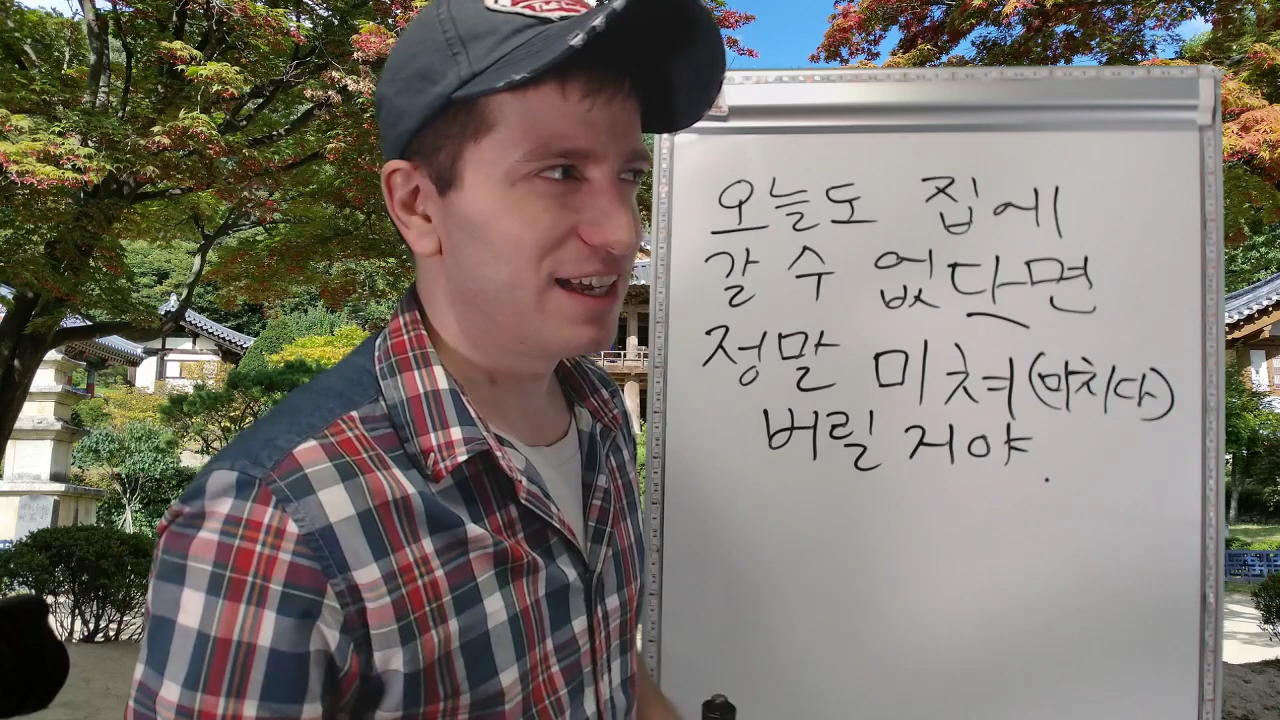 오늘도 집에
갈 수 없다면
정말 미쳐(미치다)
버릴 거야.